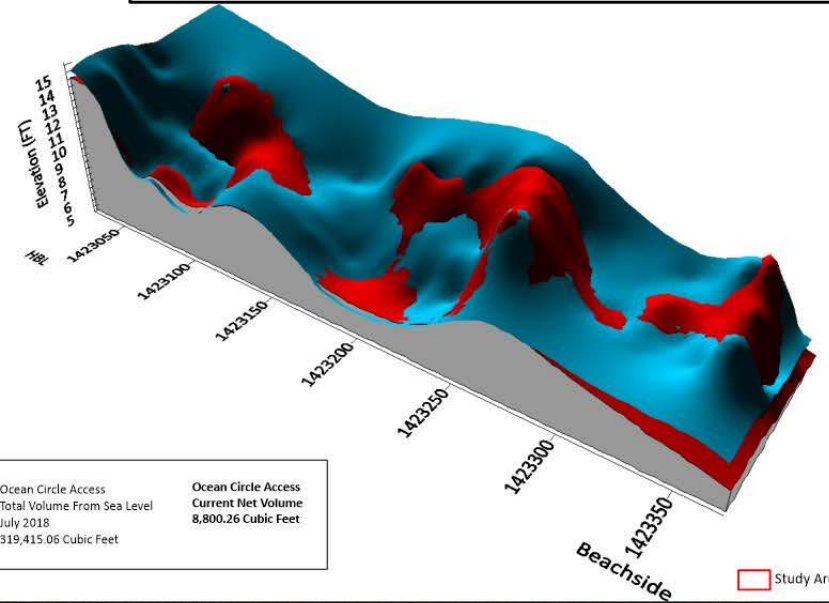 15
14
13
12
11
10
9
8
7
6
5
Elevation (FT)
1423050
1423100
1423150
1423200
1423250
1423300
1423350
Beachside
Ocean Circle Access
Total Volume From Sea Level
July 2018
319,415.06 Cubic Feet
Ocean Circle Access
Current Net Volume
8,800.26 Cubic Feet
Study Are